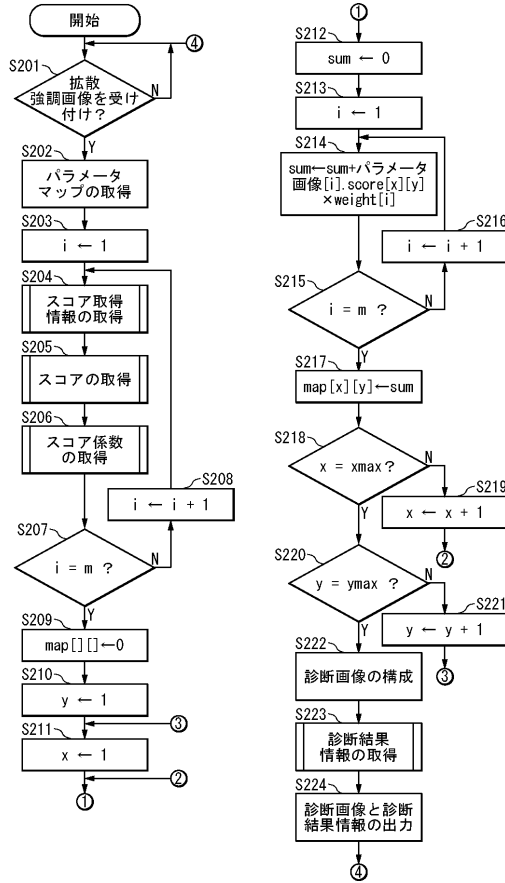 開始
④
S201
拡散
強調画像を受け
付け？
N
Y
S202
パラメータ
マップの取得
S203
i ← 1
S204
スコア取得
情報の取得
S205
スコアの取得
S206
スコア係数
の取得
S208
i ← i + 1
S207
i = m ?
N
Y
S209
map[][]←0
S210
y ← 1
③
S211
x ← 1
②
①
①
S212
sum ← 0
S213
i ← 1
S214
sum←sum+パラメータ
画像[i].score[x][y]
×weight[i]
S216
i ← i + 1
S215
i = m ?
N
Y
S217
map[x][y]←sum
S218
x = xmax?
N
Y
S219
x ← x + 1
②
S220
y = ymax ?
N
Y
S221
y ← y + 1
③
S222
診断画像の構成
S223
診断結果
情報の取得
S224
診断画像と診断
結果情報の出力
④